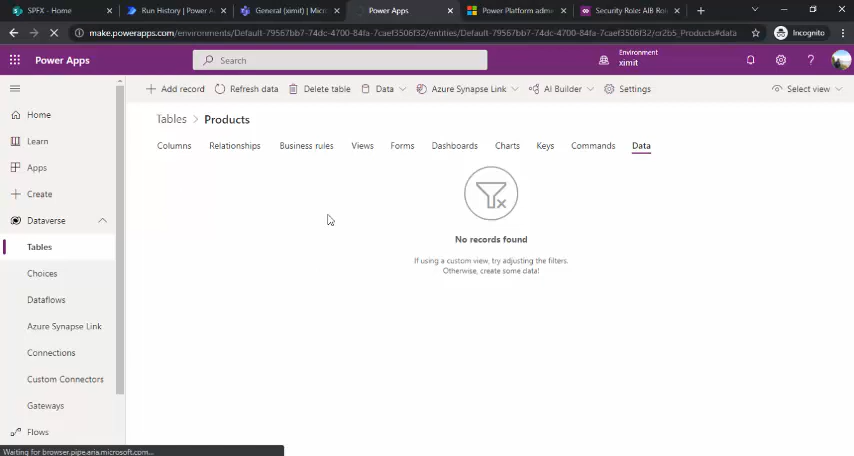 SPFX - Home
Run History | Power A
General (ximit) | Micr
Power Apps
Power Platform admi
Security Role: AIB Rol
make.powerapps.com/environments/Default-79567bb7-74dc-4700-84fa-7caef3506f32/entities/Default-79567bb7-74dc-4700-84fa-7caef3506f32/cr2b5_Products#data
Incognito
Power Apps
Search
Environment
ximit
Add record
Refresh data
Delete table
Data
Azure Synapse Link
AI Builder
Settings
Select view
Tables > Products
Columns
Relationships
Business rules
Views
Forms
Dashboards
Charts
Keys
Commands
Data
Home
Learn
Apps
Create
Dataverse
Tables
Choices
Dataflows
Azure Synapse Link
Connections
Custom Connectors
Gateways
Flows
No records found
If using a custom view, try adjusting the filters.
Otherwise, create some data!
Waiting for browser.pipe.aria.microsoft.com...